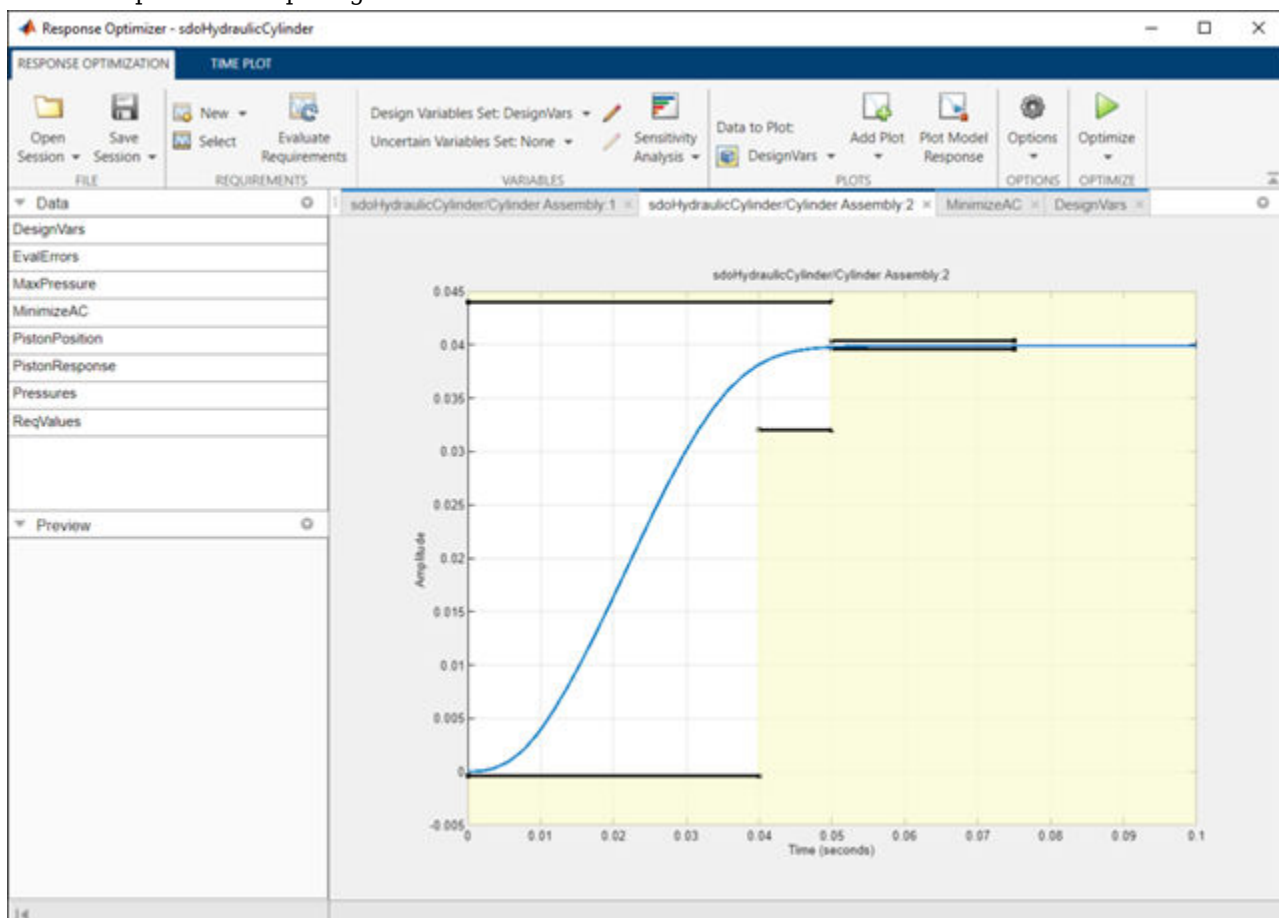 Response Optimizer - sdoHydraulicCylinder
RESPONSE OPTIMIZATION TIME PLOT
Open Session
Save Session
New
Select
Evaluate Requirements
Design Variables Set: DesignVars
Uncertain Variables Set: None
Sensitivity Analysis
Data to Plot:
DesignVars
Add Plot
Plot Model Response
Options
Optimize
FILE REQUIREMENTS VARIABLES PLOTS OPTIONS OPTIMIZE
Data
DesignVars
EvalErrors
MaxPressure
MinimizeAC
PistonPosition
PistonResponse
Pressures
ReqValues
Preview
sdoHydraulicCylinder/Cylinder Assembly:1 sdoHydraulicCylinder/Cylinder Assembly:2 MinimizeAC DesignVars
sdoHydraulicCylinder/Cylinder Assembly:2
0.045
0.04
0.035
0.03
0.025
0.02
0.015
0.01
0.005
0
-0.005
Amplitude
0 0.01 0.02 0.03 0.04 0.05 0.06 0.07 0.08 0.09 0.1
Time (seconds)